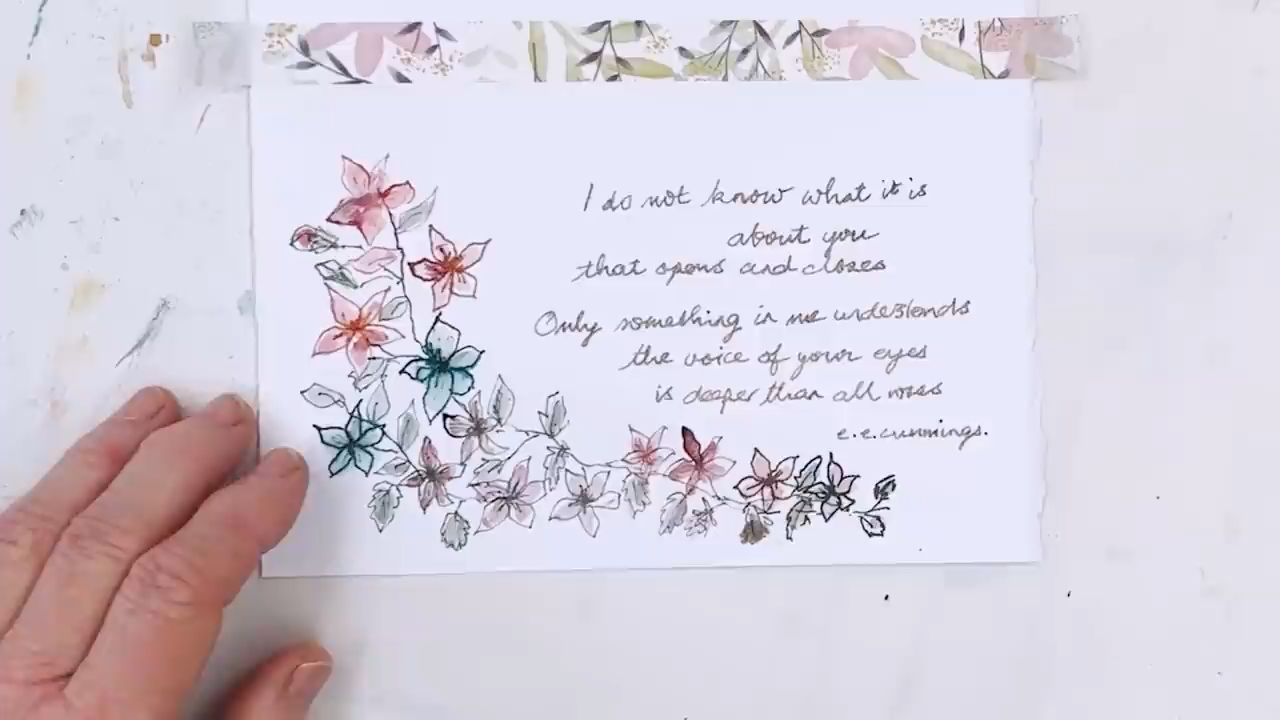 I do not know what it is
about you
that opens and closes
Only something in me understands
the voice of your eyes
is deeper than all roses
e.e.cummings.